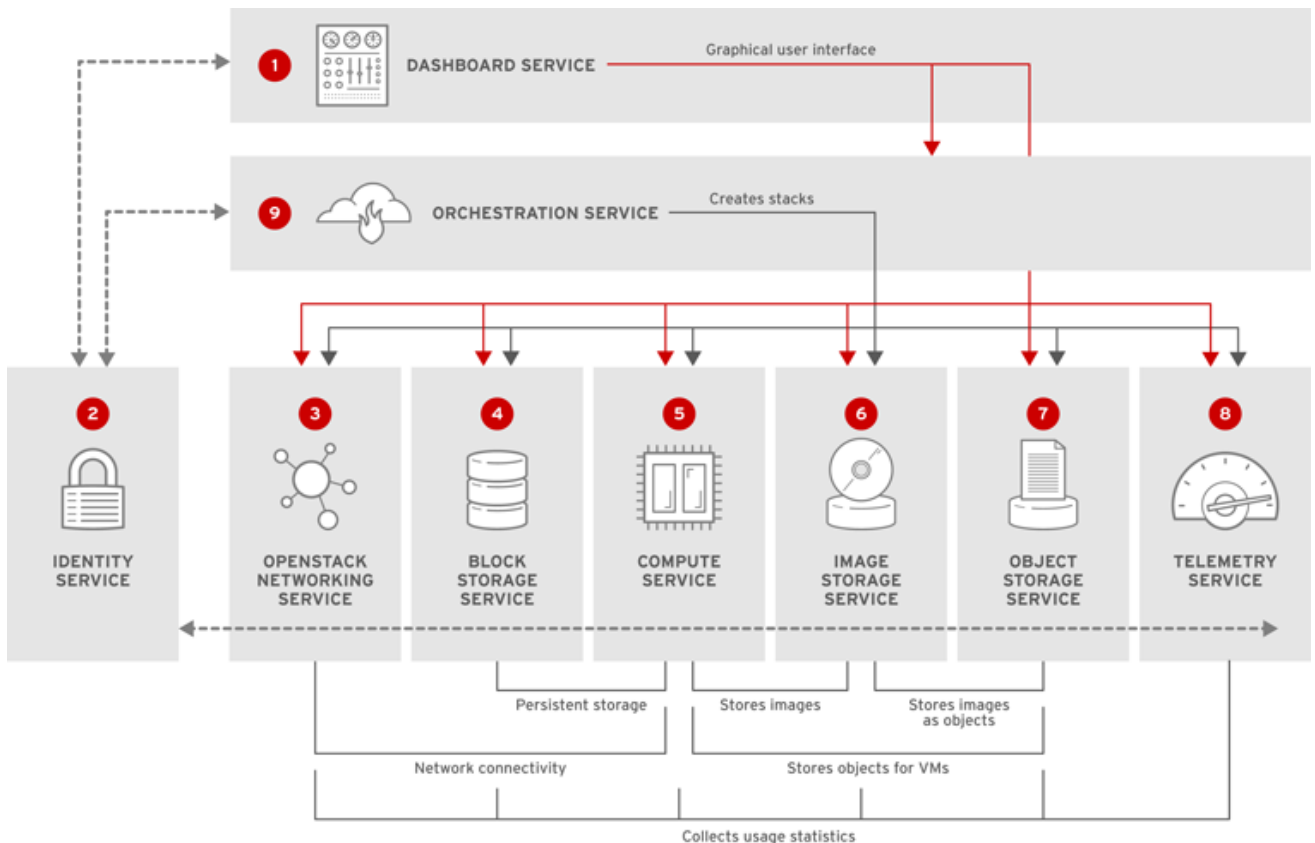 1
DASHBOARD SERVICE
Graphical user interface
9
ORCHESTRATION SERVICE
Creates stacks
2
IDENTITY
SERVICE
3
OPENSTACK
NETWORKING
SERVICE
4
BLOCK
STORAGE
SERVICE
5
COMPUTE
SERVICE
6
IMAGE
STORAGE
SERVICE
7
OBJECT
STORAGE
SERVICE
8
TELEMETRY
SERVICE
Persistent storage
Stores images
Stores images
as objects
Network connectivity
Stores objects for VMs
Collects usage statistics